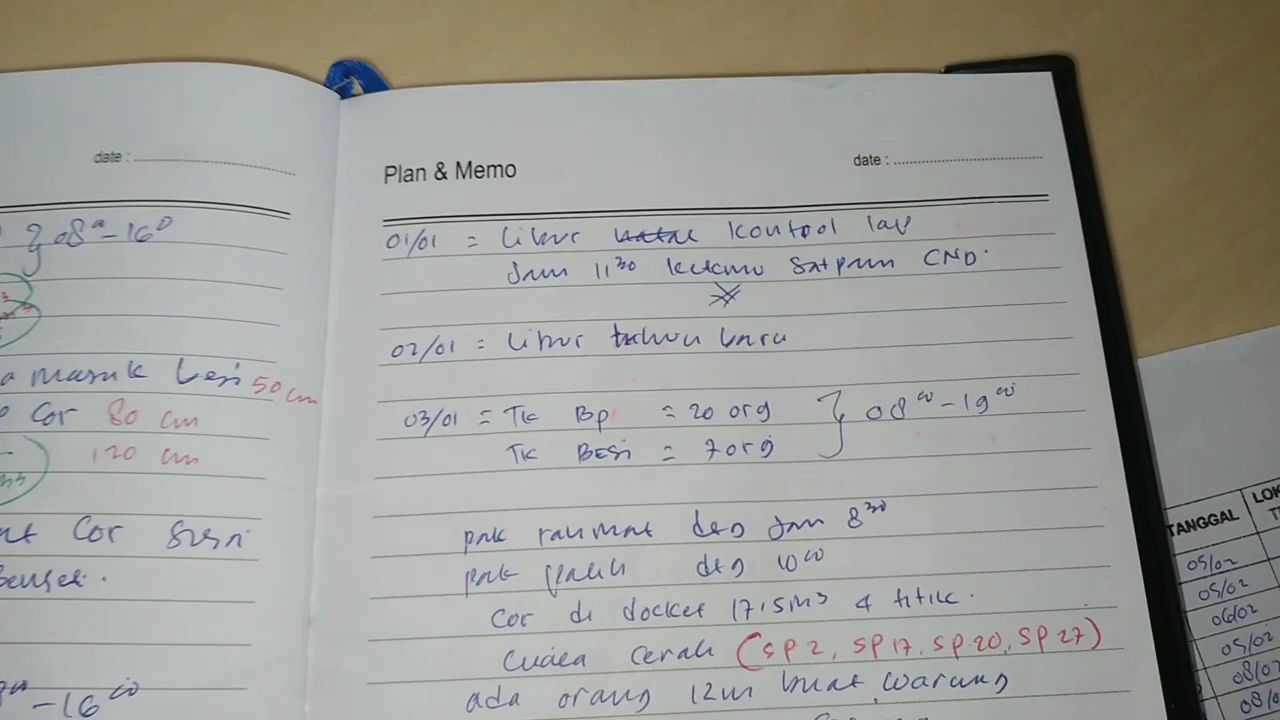 date :
} 08⁰⁰ - 16⁰⁰
a masuk besi 50 cm
Cor 80 cm
120 cm
m³
Cor
- 16⁰⁰
Plan & Memo
date :
01/01 = Libur kontrol lap
Jam 11³⁰ ketemu satpam CND.
02/01 = Libur tahun baru
03/01 = TK Bp = 20 org } 08⁰⁰ - 19⁰⁰
TK BESi = 7 org
pak rahmat dtg Jam 8³⁰
pak dtg 10⁰⁰
Cor di docket 17,5 m3 4 titik.
Cuaca Cerah (SP 2, SP 17, SP 20, SP 27)
ada orang izin buat warung
TANGGAL
05/02
05/02
06/02
05/02
08/02